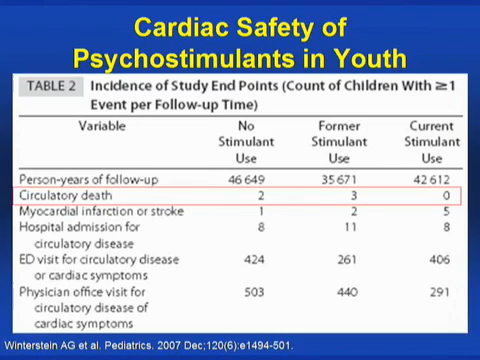 Cardiac Safety of
Psychostimulants in Youth
TABLE 2 Incidence of Study End Points (Count of Children With ≥1
Event per Follow-up Time)
Variable No Former Current
Stimulant Stimulant Stimulant
Use Use Use
Person-years of follow-up 46 649 35 671 42 612
Circulatory death 2 3 0
Myocardial infarction or stroke 1 2 5
Hospital admission for 8 11 8
circulatory disease
ED visit for circulatory disease 424 261 406
or cardiac symptoms
Physician office visit for 503 440 291
circulatory disease of
cardiac symptoms
Winterstein AG et al. Pediatrics. 2007 Dec;120(6):e1494-501.